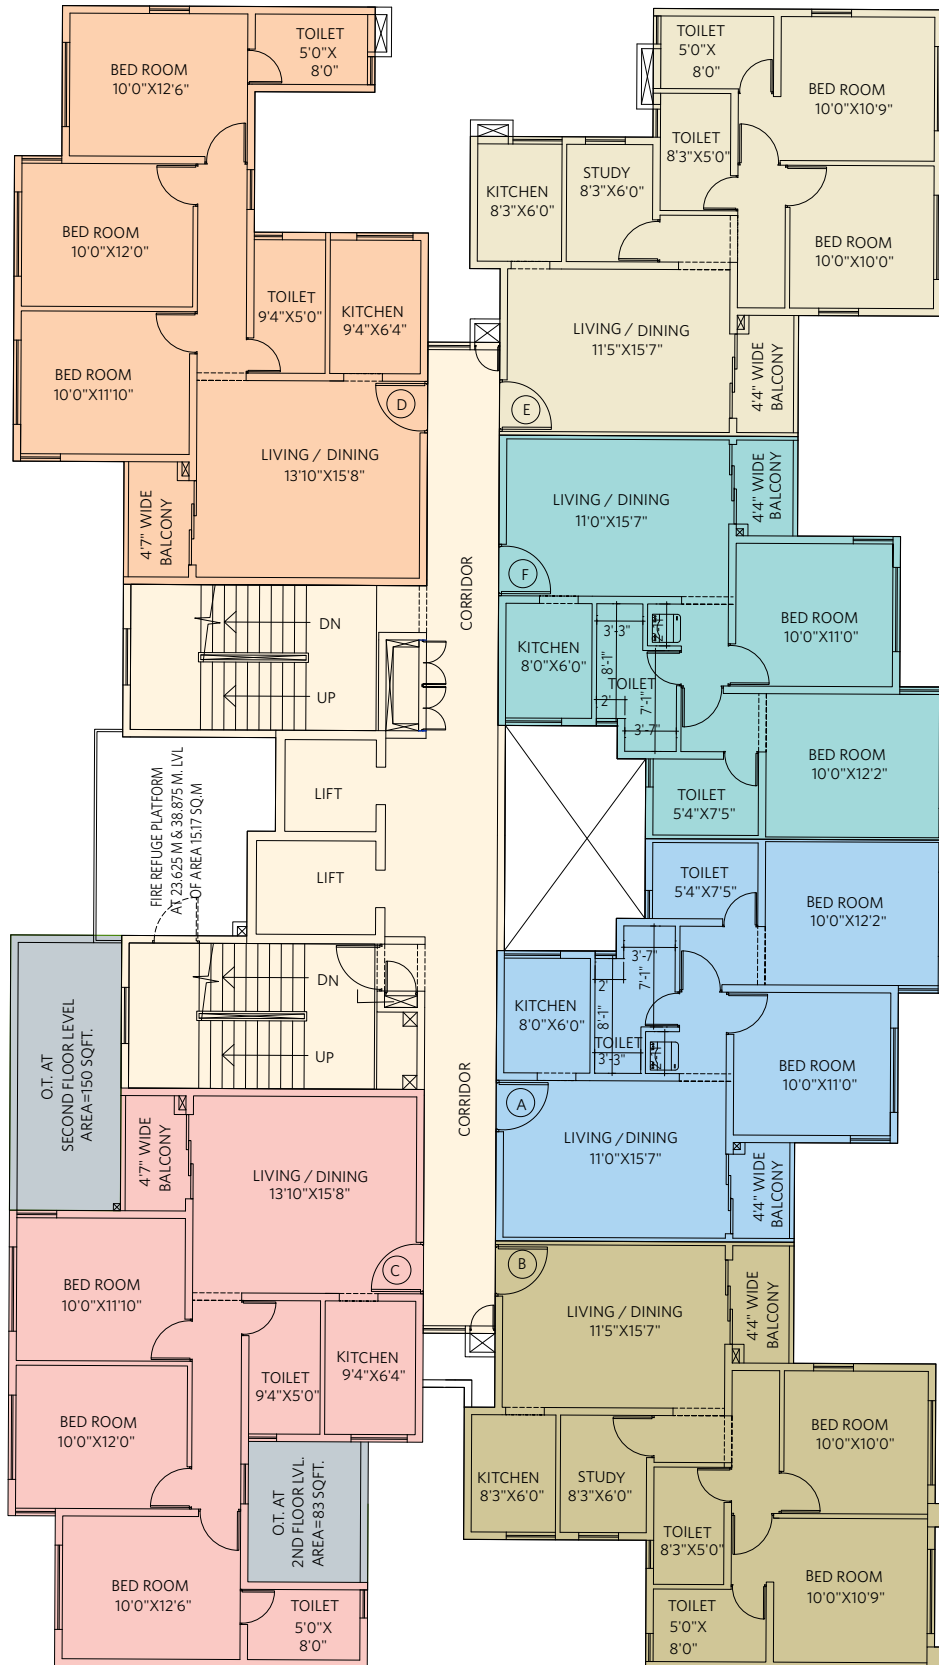 BED ROOM
10'0"X12'6"
TOILET
5'0"X
8'0"
BED ROOM
10'0"X12'0"
BED ROOM
10'0"X11'10"
TOILET
9'4"X5'0"
KITCHEN
9'4"X6'4"
D
LIVING / DINING
13'10"X15'8"
4'7" WIDE
BALCONY
TOILET
5'0"X
8'0"
BED ROOM
10'0"X10'9"
TOILET
8'3"X5'0"
KITCHEN
8'3"X6'0"
STUDY
8'3"X6'0"
BED ROOM
10'0"X10'0"
LIVING / DINING
11'5"X15'7"
4'4" WIDE
BALCONY
E
LIVING / DINING
11'0"X15'7"
4'4" WIDE
BALCONY
F
KITCHEN
8'0"X6'0"
3'-3"
8'-1"
2'-11"
TOILET
2'
7'-1"
3'-7"
BED ROOM
10'0"X11'0"
BED ROOM
10'0"X12'2"
TOILET
5'4"X7'5"
CORRIDOR
DN
UP
LIFT
LIFT
FIRE REFUGE PLATFORM
AT 23.625 M & 38.875 M. LVL
OF AREA 15.17 SQ.M
DN
UP
CORRIDOR
TOILET
5'4"X7'5"
BED ROOM
10'0"X12'2"
3'-7"
7'-1"
2'
8'-1"
KITCHEN
8'0"X6'0"
TOILET
3'-3"
2'-11"
BED ROOM
10'0"X11'0"
A
LIVING / DINING
11'0"X15'7"
4'4" WIDE
BALCONY
O.T. AT
SECOND FLOOR LEVEL
AREA=150 SQFT.
4'7" WIDE
BALCONY
LIVING / DINING
13'10"X15'8"
C
BED ROOM
10'0"X11'10"
BED ROOM
10'0"X12'0"
TOILET
9'4"X5'0"
KITCHEN
9'4"X6'4"
O.T. AT
2ND FLOOR LVL.
AREA=83 SQFT.
BED ROOM
10'0"X12'6"
TOILET
5'0"X
8'0"
B
LIVING / DINING
11'5"X15'7"
4'4" WIDE
BALCONY
KITCHEN
8'3"X6'0"
STUDY
8'3"X6'0"
BED ROOM
10'0"X10'0"
TOILET
8'3"X5'0"
BED ROOM
10'0"X10'9"
TOILET
5'0"X
8'0"